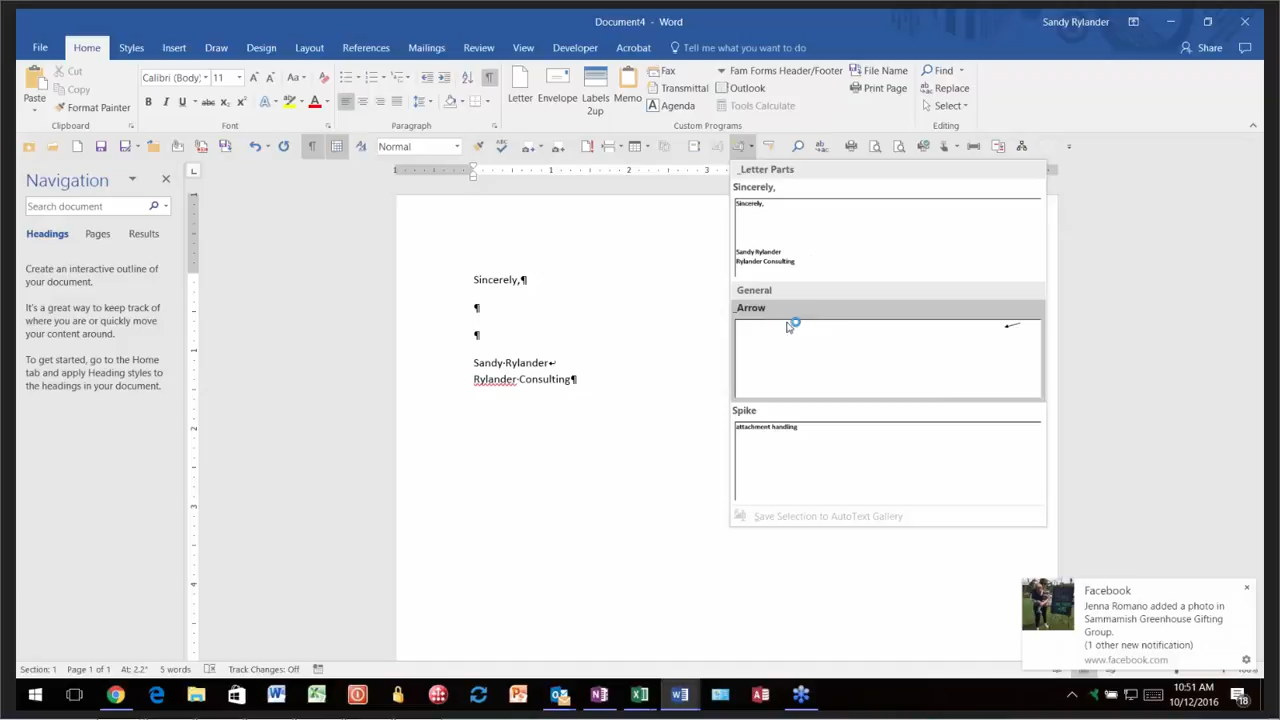 Document4 - Word
Sandy Rylander
File Home Styles Insert Draw Design Layout References Mailings Review View Developer Acrobat Tell me what you want to do Share
Cut
Copy
Format Painter
Paste
Clipboard
Calibri (Body) 11
Font
Paragraph
Letter Envelope Labels 2up Memo
Fax
Transmittal
Agenda
Fam Forms Header/Footer
Outlook
Tools Calculate
File Name
Print Page
Custom Programs
Find
Replace
Select
Editing
Normal
1 1 2 3
Navigation
Search document
Headings Pages Results
Create an interactive outline of
your document.
It's a great way to keep track of
where you are or quickly move
your content around.
To get started, go to the Home
tab and apply Heading styles to
the headings in your document.
Sincerely,¶
¶
¶
Sandy·Rylander↵
Rylander·Consulting¶
_Letter Parts
Sincerely,
Sincerely,
Sandy Rylander
Rylander Consulting
General
_Arrow
Spike
attachment handling
Save Selection to AutoText Gallery
Facebook
Jenna Romano added a photo in
Sammamish Greenhouse Gifting
Group.
(1 other new notification)
www.facebook.com
Section: 1 Page 1 of 1 At: 2.2" 5 words Track Changes: Off
10:51 AM
10/12/2016
18